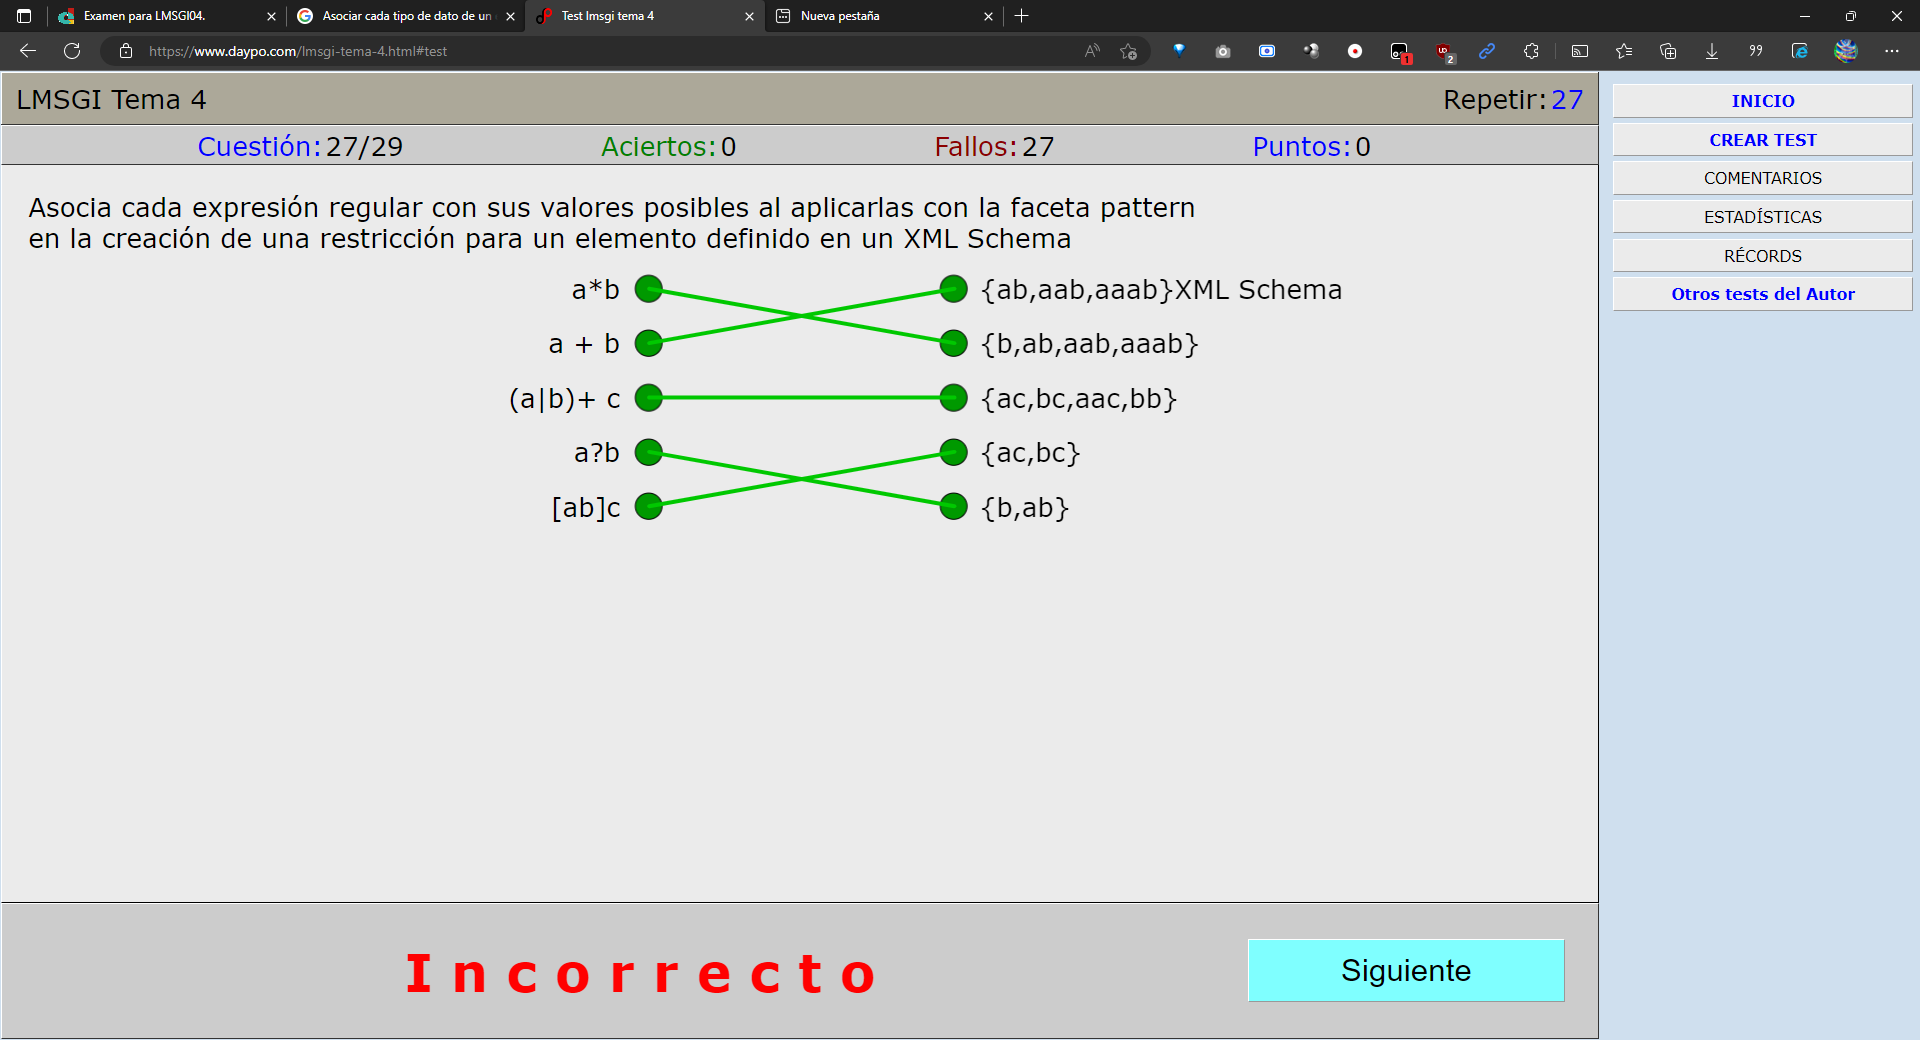 Examen para LMSGI04.
Asociar cada tipo de dato de un
Test lmsgi tema 4
Nueva pestaña
https://www.daypo.com/lmsgi-tema-4.html#test
1
2
LMSGI Tema 4
Repetir:27
Cuestión:27/29
Aciertos:0
Fallos:27
Puntos:0
Asocia cada expresión regular con sus valores posibles al aplicarlas con la faceta pattern
en la creación de una restricción para un elemento definido en un XML Schema
a*b
{ab,aab,aaab}XML Schema
a + b
{b,ab,aab,aaab}
(a|b)+ c
{ac,bc,aac,bb}
a?b
{ac,bc}
[ab]c
{b,ab}
Incorrecto
Siguiente
INICIO
CREAR TEST
COMENTARIOS
ESTADÍSTICAS
RÉCORDS
Otros tests del Autor